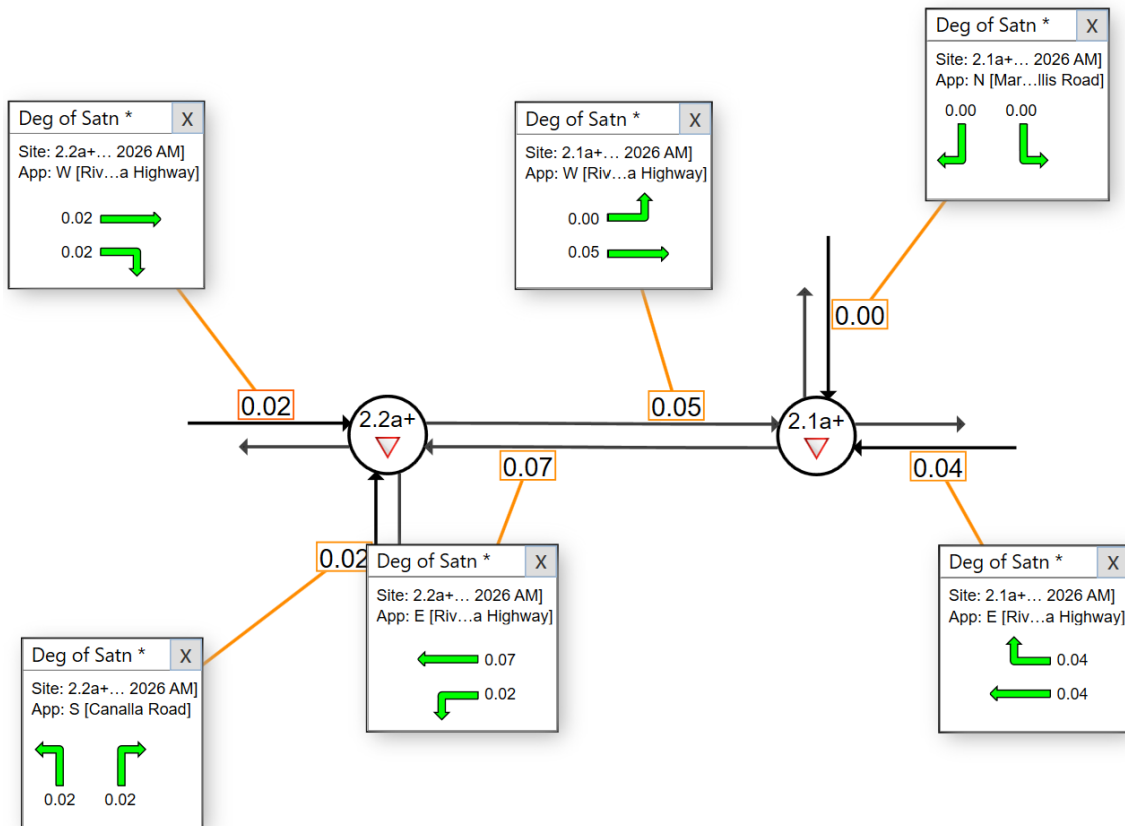 Deg of Satn * X
Site: 2.1a+... 2026 AM]
App: N [Mar...llis Road]
0.00 0.00
Deg of Satn * X
Site: 2.2a+... 2026 AM]
App: W [Riv...a Highway]
0.02
0.02
Deg of Satn * X
Site: 2.1a+... 2026 AM]
App: W [Riv...a Highway]
0.00
0.05
0.00
0.02
0.05
2.2a+
2.1a+
0.07
0.04
0.02
Deg of Satn * X
Site: 2.2a+... 2026 AM]
App: E [Riv...a Highway]
0.07
0.02
Deg of Satn * X
Site: 2.1a+... 2026 AM]
App: E [Riv...a Highway]
0.04
0.04
Deg of Satn * X
Site: 2.2a+... 2026 AM]
App: S [Canalla Road]
0.02 0.02